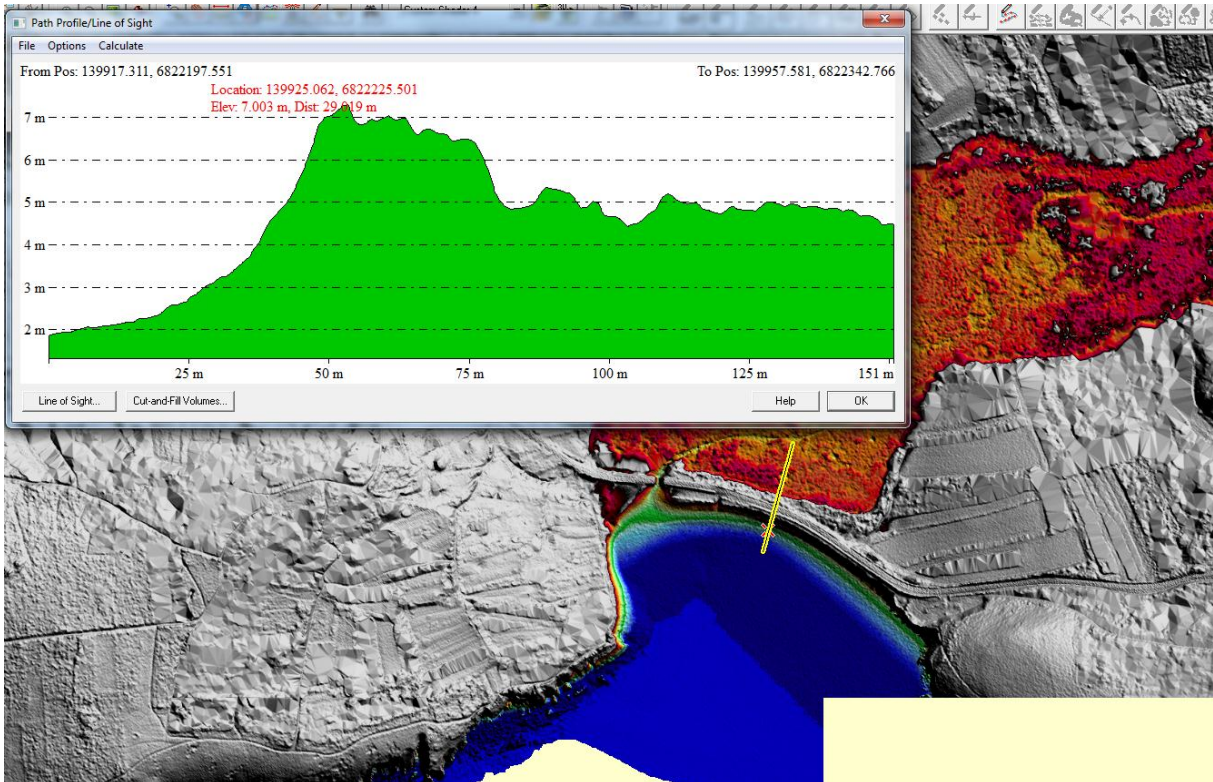 Path Profile/Line of Sight
File Options Calculate
From Pos: 139917.311, 6822197.551
To Pos: 139957.581, 6822342.766
Location: 139925.062, 6822225.501
Elev: 7.003 m, Dist: 29.019 m
7 m
6 m
5 m
4 m
3 m
2 m
25 m
50 m
75 m
100 m
125 m
151 m
Line of Sight...
Cut-and-Fill Volumes...
Help
OK